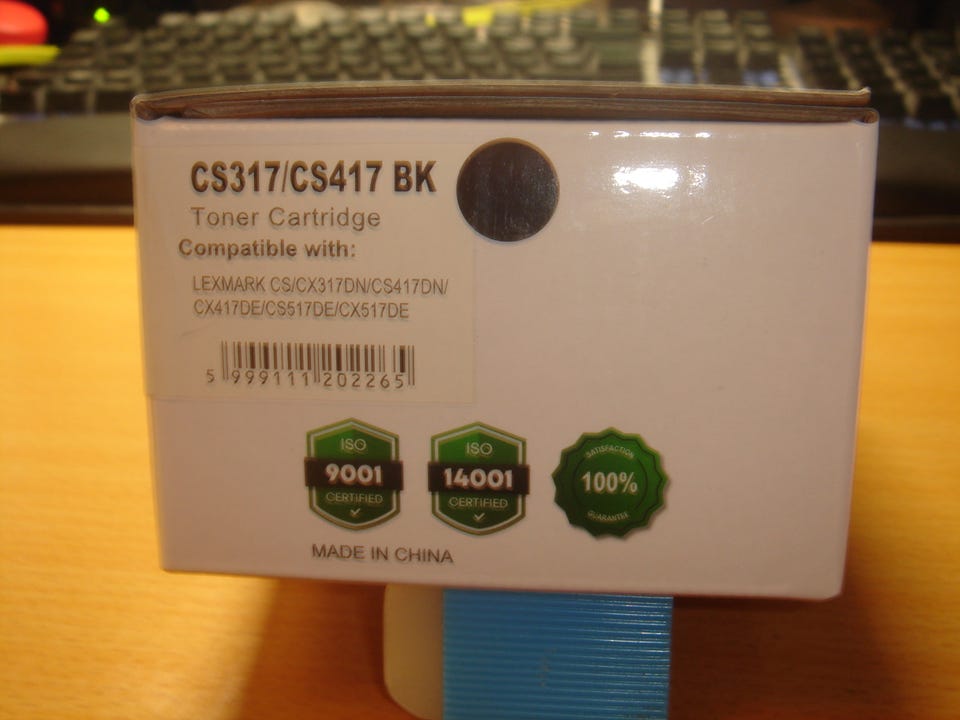 CS317/CS417 BK
Toner Cartridge
Compatible with:
LEXMARK CS/CX317DN/CS417DN/
CX417DE/CS517DE/CX517DE
5 999111 202265
ISO
9001
CERTIFIED
ISO
14001
CERTIFIED
SATISFACTION
100%
GUARANTEE
MADE IN CHINA